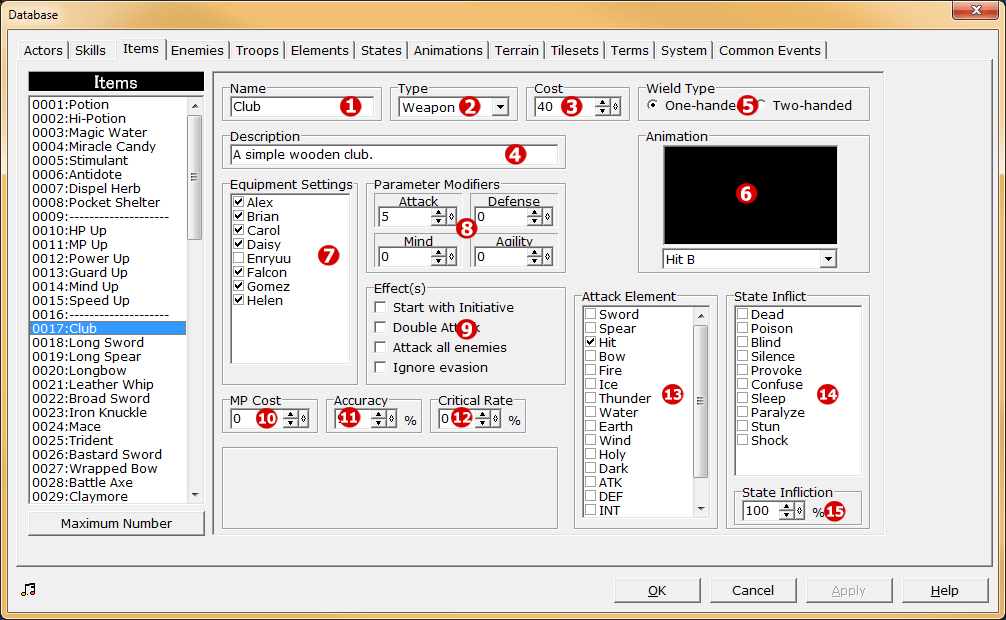 Database
Actors Skills Items Enemies Troops Elements States Animations Terrain Tilesets Terms System Common Events
Items
0001:Potion
0002:Hi-Potion
0003:Magic Water
0004:Miracle Candy
0005:Stimulant
0006:Antidote
0007:Dispel Herb
0008:Pocket Shelter
0009:--------------------
0010:HP Up
0011:MP Up
0012:Power Up
0013:Guard Up
0014:Mind Up
0015:Speed Up
0016:--------------------
0017:Club
0018:Long Sword
0019:Long Spear
0020:Longbow
0021:Leather Whip
0022:Broad Sword
0023:Iron Knuckle
0024:Mace
0025:Trident
0026:Bastard Sword
0027:Wrapped Bow
0028:Battle Axe
0029:Claymore
Maximum Number
Name
Club 1
Type
Weapon 2
Cost
40 3
Wield Type
One-hande 5 Two-handed
Description
A simple wooden club. 4
Animation
6
Hit B
Equipment Settings
Alex
Brian
Carol
Daisy
Enryuu
Falcon
Gomez
Helen
7
Parameter Modifiers
Attack Defense
5 0
8
Mind Agility
0 0
Effect(s)
Start with Initiative
Double Att 9 k
Attack all enemies
Ignore evasion
MP Cost
0 10
Accuracy
11 %
Critical Rate
0 12 %
Attack Element
Sword
Spear
Hit
Bow
Fire
Ice
Thunder
Water
Earth
Wind
Holy
Dark
ATK
DEF
INT
13
State Inflict
Dead
Poison
Blind
Silence
Provoke
Confuse
Sleep
Paralyze
Stun
Shock
14
State Infliction
100 % 15
OK Cancel Apply Help